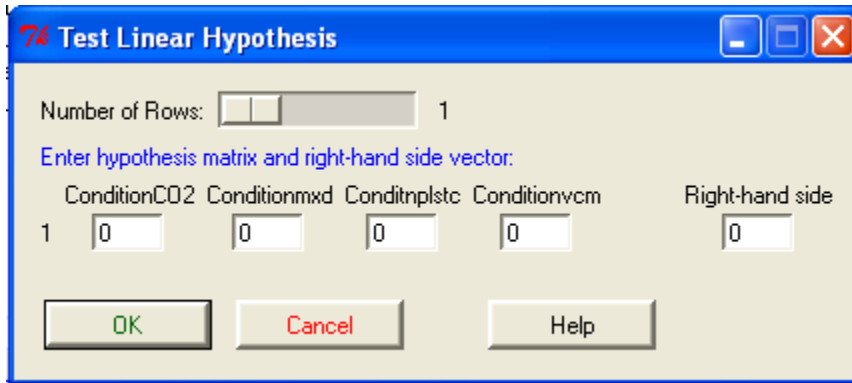 Test Linear Hypothesis
Number of Rows: 1
Enter hypothesis matrix and right-hand side vector:
ConditionCO2 Conditionmxd Conditnplstc Conditionvcm Right-hand side
1 0 0 0 0 0
OK Cancel Help